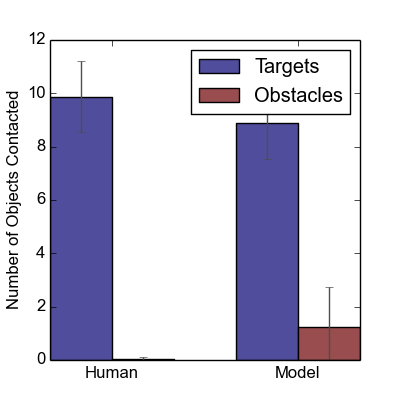 12
10
8
6
4
2
0
Number of Objects Contacted
Targets
Obstacles
Human
Model